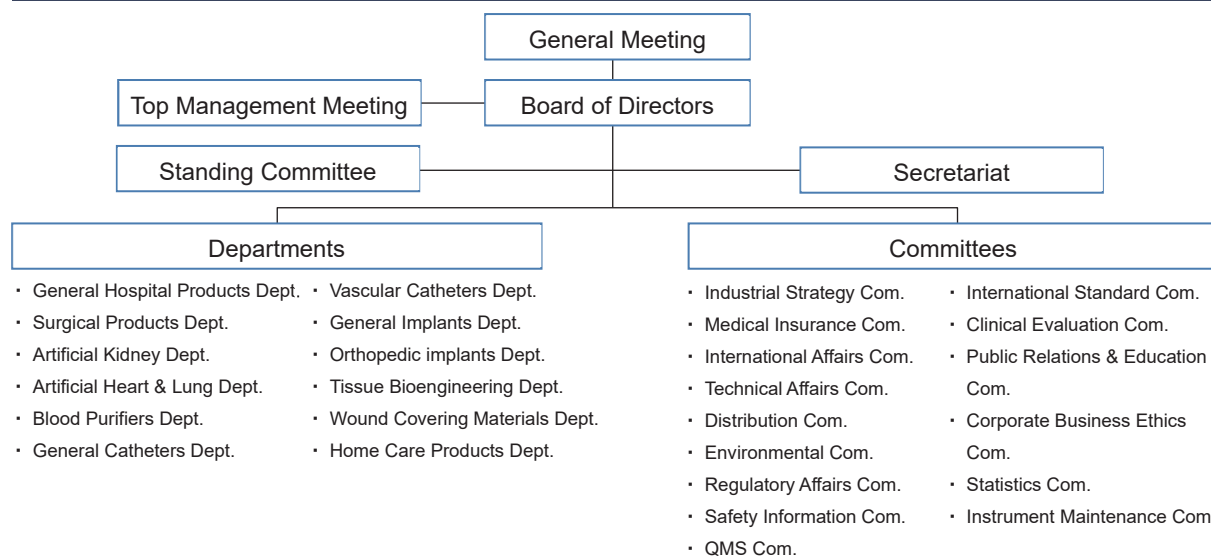 General Meeting
Top Management Meeting
Board of Directors
Standing Committee
Secretariat
Departments
・ General Hospital Products Dept.
・ Surgical Products Dept.
・ Artificial Kidney Dept.
・ Artificial Heart & Lung Dept.
・ Blood Purifiers Dept.
・ General Catheters Dept.
・ Vascular Catheters Dept.
・ General Implants Dept.
・ Orthopedic implants Dept.
・ Tissue Bioengineering Dept.
・ Wound Covering Materials Dept.
・ Home Care Products Dept.
Committees
・ Industrial Strategy Com.
・ Medical Insurance Com.
・ International Affairs Com.
・ Technical Affairs Com.
・ Distribution Com.
・ Environmental Com.
・ Regulatory Affairs Com.
・ Safety Information Com.
・ QMS Com.
・ International Standard Com.
・ Clinical Evaluation Com.
・ Public Relations & Education
Com.
・ Corporate Business Ethics
Com.
・ Statistics Com.
・ Instrument Maintenance Com